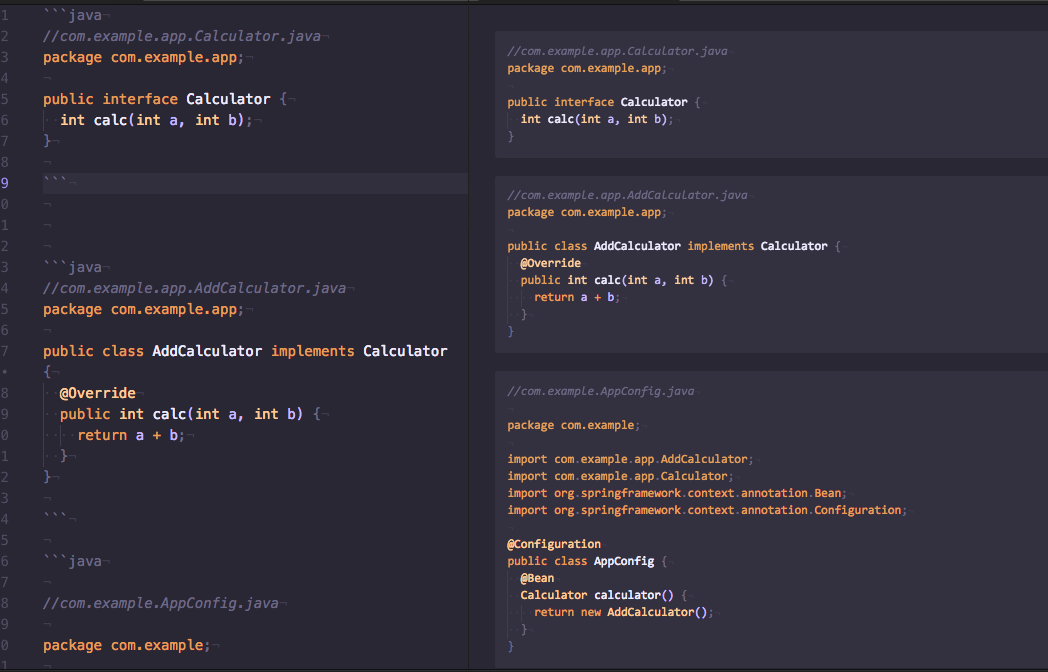 1 ```java
2 //com.example.app.Calculator.java
3 package com.example.app;
4
5 public interface Calculator {
6 int calc(int a, int b);
7 }
8
9 ```
0
1
2
3 ```java
4 //com.example.app.AddCalculator.java
5 package com.example.app;
6
7 public class AddCalculator implements Calculator
• {
8 @Override
9 public int calc(int a, int b) {
0 return a + b;
1 }
2 }
3
4 ```
5
6 ```java
7
8 //com.example.AppConfig.java
9
0 package com.example;
1
//com.example.app.Calculator.java
package com.example.app;
public interface Calculator {
int calc(int a, int b);
}
//com.example.app.AddCalculator.java
package com.example.app;
public class AddCalculator implements Calculator {
@Override
public int calc(int a, int b) {
return a + b;
}
}
//com.example.AppConfig.java
package com.example;
import com.example.app.AddCalculator;
import com.example.app.Calculator;
import org.springframework.context.annotation.Bean;
import org.springframework.context.annotation.Configuration;
@Configuration
public class AppConfig {
@Bean
Calculator calculator() {
return new AddCalculator();
}
}